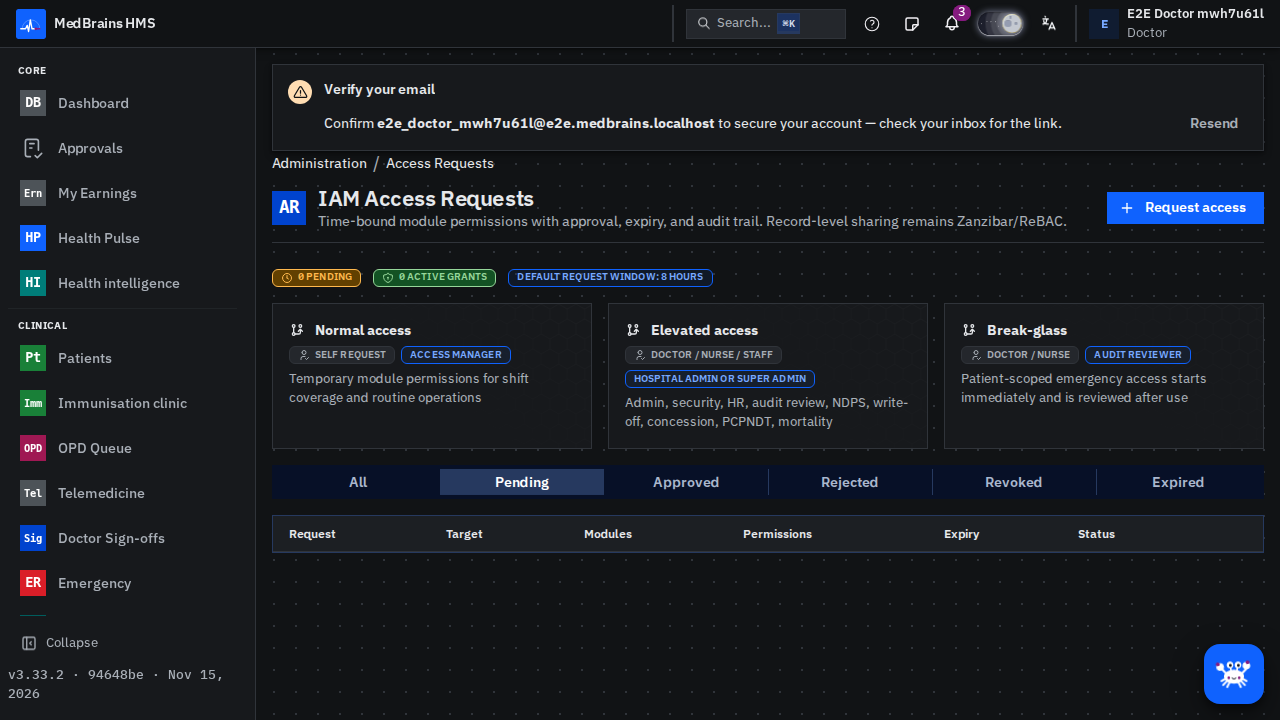 MedBrains HMS
Search... ⌘K
3
E
E2E Doctor mwh7u61l
Doctor
CORE
DB Dashboard
Approvals
Ern My Earnings
HP Health Pulse
HI Health intelligence
CLINICAL
Pt Patients
Imm Immunisation clinic
OPD OPD Queue
Tel Telemedicine
Sig Doctor Sign-offs
ER Emergency
Collapse
v3.33.2 · 94648be · Nov 15,
2026
Verify your email
Confirm e2e_doctor_mwh7u61l@e2e.medbrains.localhost to secure your account — check your inbox for the link.
Resend
Administration / Access Requests
AR IAM Access Requests
Time-bound module permissions with approval, expiry, and audit trail. Record-level sharing remains Zanzibar/ReBAC.
+ Request access
0 PENDING
0 ACTIVE GRANTS
DEFAULT REQUEST WINDOW: 8 HOURS
Normal access
SELF REQUEST
ACCESS MANAGER
Temporary module permissions for shift
coverage and routine operations
Elevated access
DOCTOR / NURSE / STAFF
HOSPITAL ADMIN OR SUPER ADMIN
Admin, security, HR, audit review, NDPS, write-
off, concession, PCPNDT, mortality
Break-glass
DOCTOR / NURSE
AUDIT REVIEWER
Patient-scoped emergency access starts
immediately and is reviewed after use
All Pending Approved Rejected Revoked Expired
Request Target Modules Permissions Expiry Status